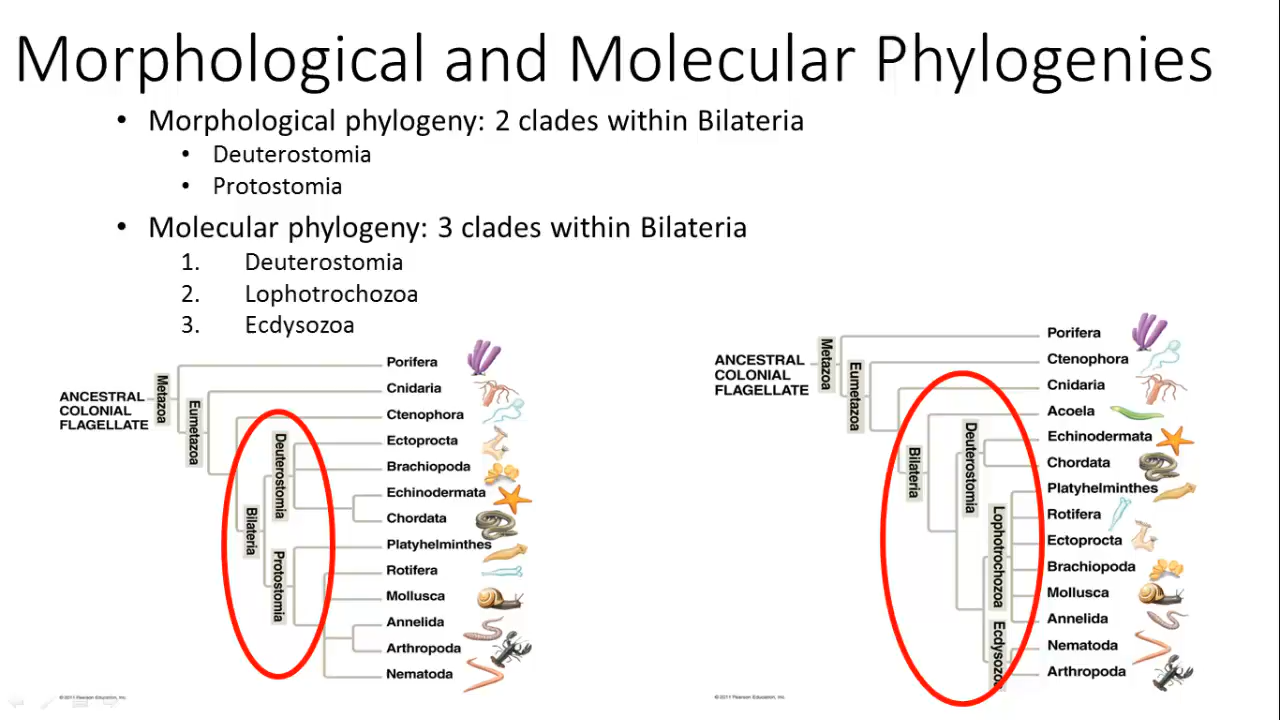 Morphological and Molecular Phylogenies
• Morphological phylogeny: 2 clades within Bilateria
• Deuterostomia
• Protostomia
• Molecular phylogeny: 3 clades within Bilateria
1. Deuterostomia
2. Lophotrochozoa
3. Ecdysozoa
ANCESTRAL
COLONIAL
FLAGELLATE
Metazoa
Eumetazoa
Bilateria
Deuterostomia
Protostomia
Porifera
Cnidaria
Ctenophora
Ectoprocta
Brachiopoda
Echinodermata
Chordata
Platyhelminthes
Rotifera
Mollusca
Annelida
Arthropoda
Nematoda
©2011 Pearson Education, Inc.
ANCESTRAL
COLONIAL
FLAGELLATE
Metazoa
Eumetazoa
Bilateria
Deuterostomia
Lophotrochozoa
Ecdysozoa
Porifera
Ctenophora
Cnidaria
Acoela
Echinodermata
Chordata
Platyhelminthes
Rotifera
Ectoprocta
Brachiopoda
Mollusca
Annelida
Nematoda
Arthropoda
©2011 Pearson Education, Inc.